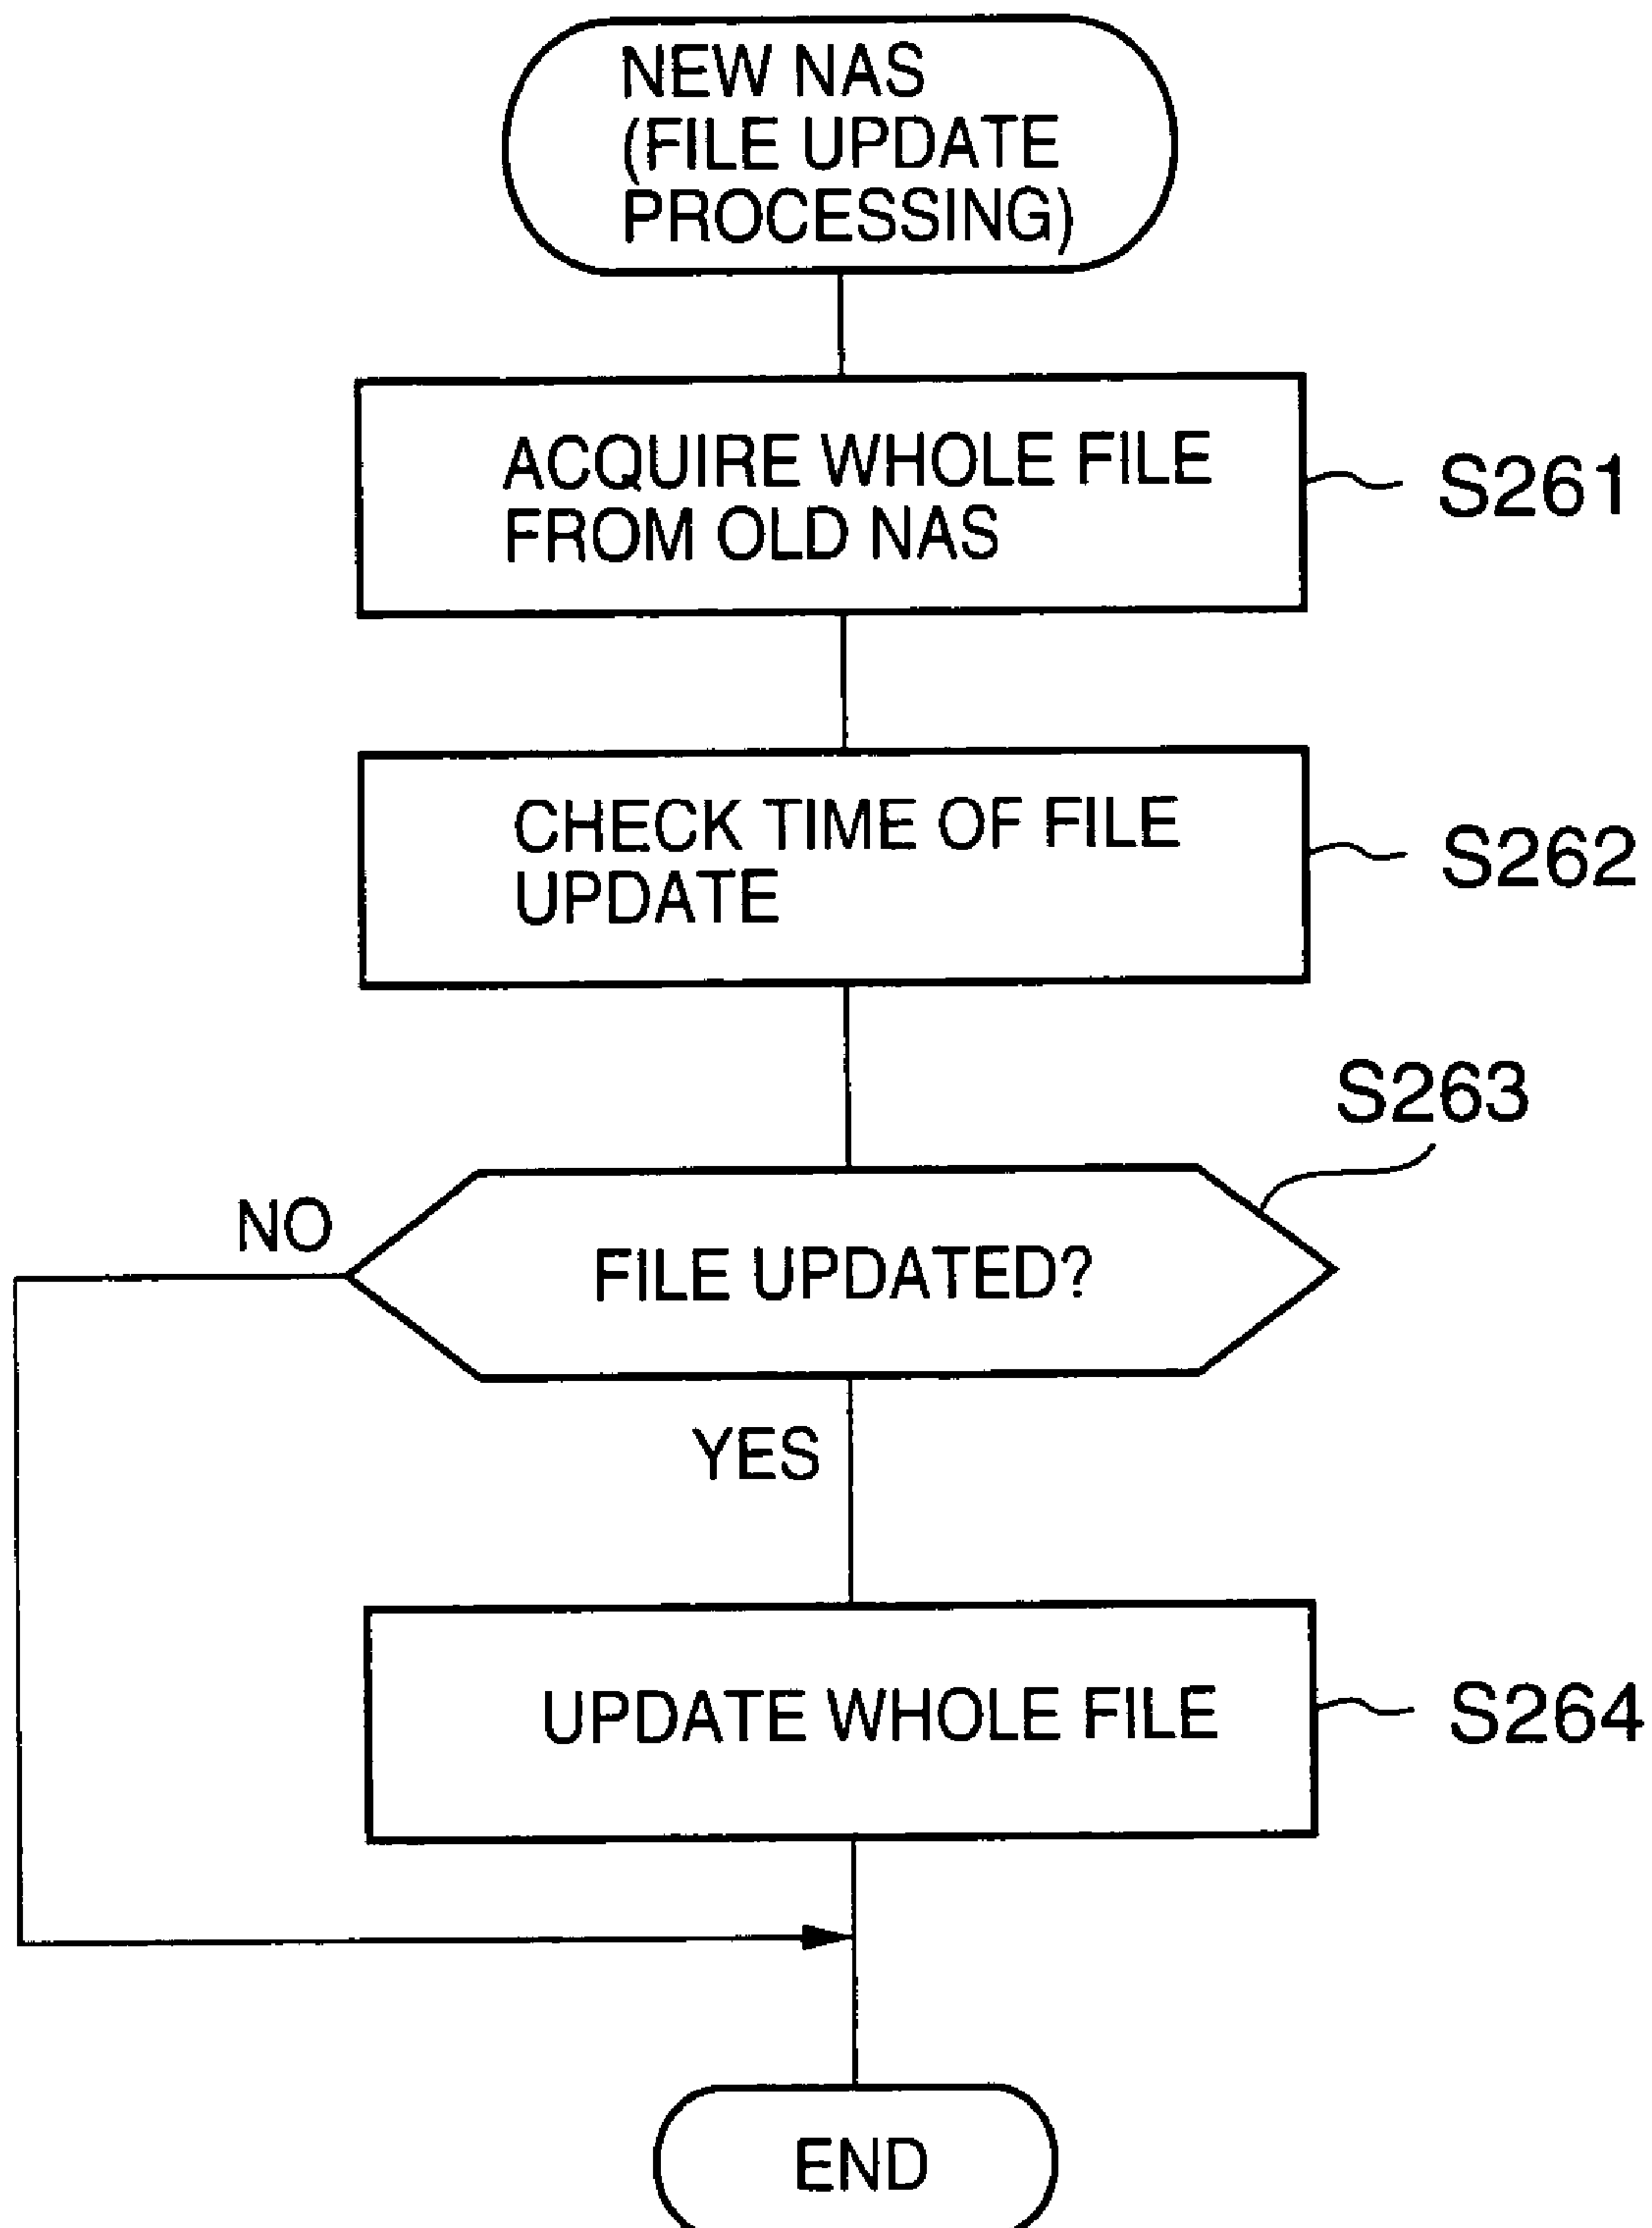 NEW NAS
(FILE UPDATE
PROCESSING)
ACQUIRE WHOLE FILE
FROM OLD NAS
S261
CHECK TIME OF FILE
UPDATE
S262
S263
NO
FILE UPDATED?
YES
UPDATE WHOLE FILE
S264
END